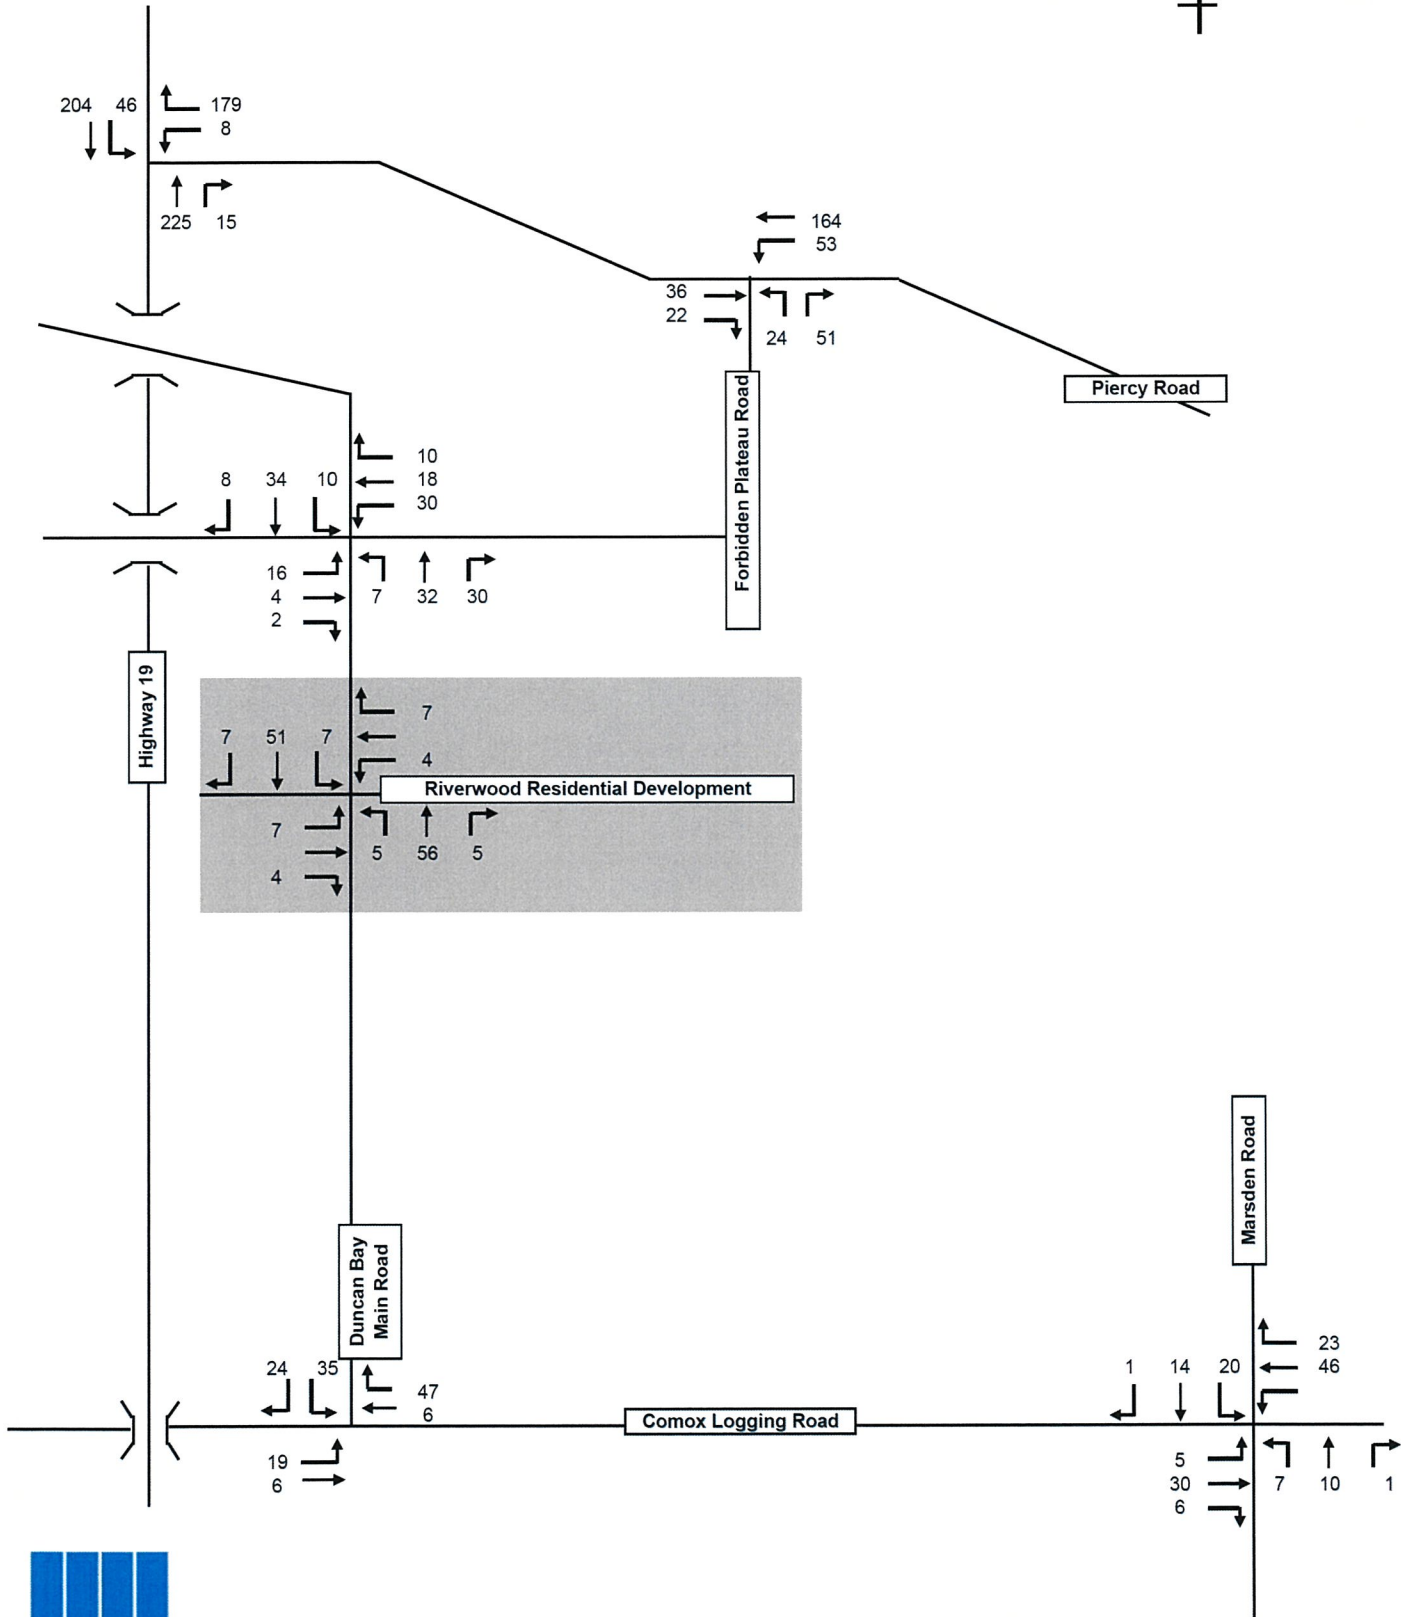 204 46 179
8
225 15
164
53
36
22
24 51
Piercy Road
Forbidden Plateau Road
10
8 34 10 18
30
16
4 7 32 30
2
Highway 19
7
7 51 7
4
Riverwood Residential Development
7
5 56 5
4
Marsden Road
Duncan Bay
Main Road
23
24 35 1 14 20 46
47
6
Comox Logging Road
19 5
6 30 7 10 1
6